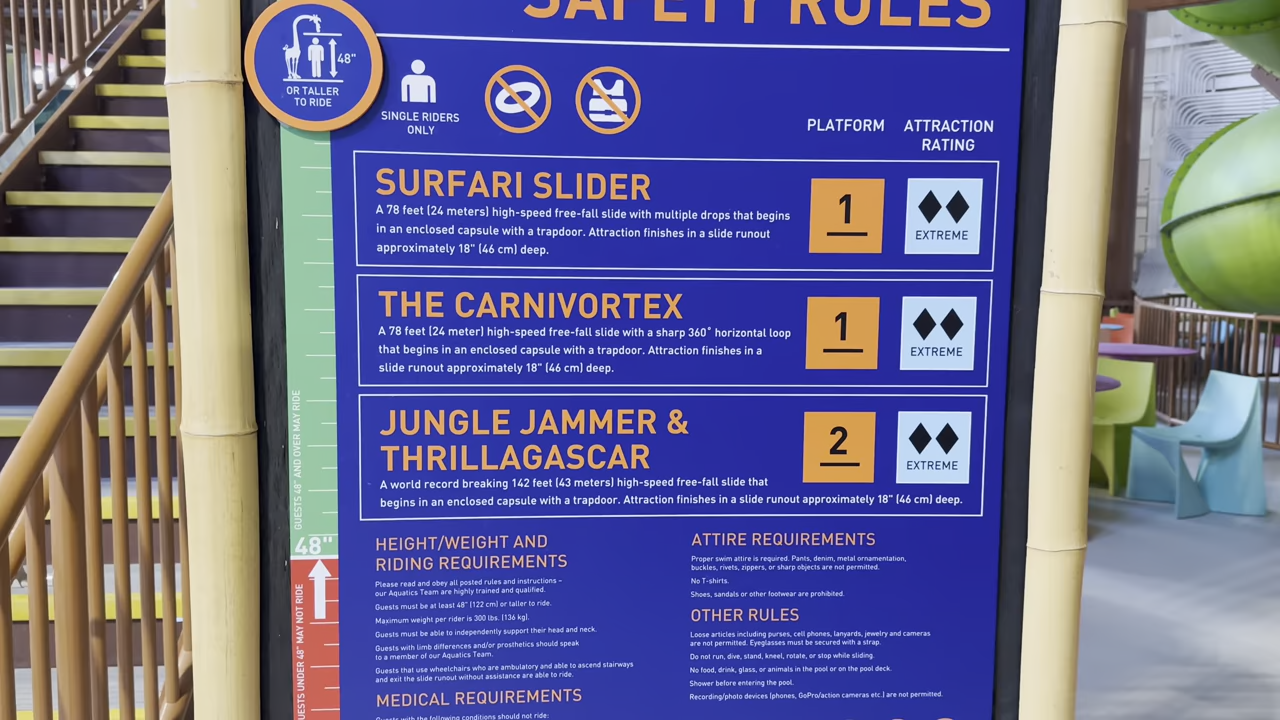 SAFETY RULES
48"
OR TALLER
TO RIDE
SINGLE RIDERS
ONLY
PLATFORM
ATTRACTION
RATING
SURFARI SLIDER
A 78 feet (24 meters) high-speed free-fall slide with multiple drops that begins
in an enclosed capsule with a trapdoor. Attraction finishes in a slide runout
approximately 18" (46 cm) deep.
1
EXTREME
THE CARNIVORTEX
A 78 feet (24 meter) high-speed free-fall slide with a sharp 360° horizontal loop
that begins in an enclosed capsule with a trapdoor. Attraction finishes in a
slide runout approximately 18" (46 cm) deep.
1
EXTREME
JUNGLE JAMMER &
THRILLAGASCAR
A world record breaking 142 feet (43 meters) high-speed free-fall slide that
begins in an enclosed capsule with a trapdoor. Attraction finishes in a slide runout approximately 18" (46 cm) deep.
2
EXTREME
GUESTS 48" AND OVER MAY RIDE
48"
GUESTS UNDER 48" MAY NOT RIDE
HEIGHT/WEIGHT AND
RIDING REQUIREMENTS
Please read and obey all posted rules and instructions –
our Aquatics Team are highly trained and qualified.
Guests must be at least 48" (122 cm) or taller to ride.
Maximum weight per rider is 300 lbs. (136 kg).
Guests must be able to independently support their head and neck.
Guests with limb differences and/or prosthetics should speak
to a member of our Aquatics Team.
Guests that use wheelchairs who are ambulatory and able to ascend stairways
and exit the slide runout without assistance are able to ride.
MEDICAL REQUIREMENTS
Guests with the following conditions should not ride:
ATTIRE REQUIREMENTS
Proper swim attire is required. Pants, denim, metal ornamentation,
buckles, rivets, zippers, or sharp objects are not permitted.
No T-shirts.
Shoes, sandals or other footwear are prohibited.
OTHER RULES
Loose articles including purses, cell phones, lanyards, jewelry and cameras
are not permitted. Eyeglasses must be secured with a strap.
Do not run, dive, stand, kneel, rotate, or stop while sliding.
No food, drink, glass, or animals in the pool or on the pool deck.
Shower before entering the pool.
Recording/photo devices (phones, GoPro/action cameras etc.) are not permitted.